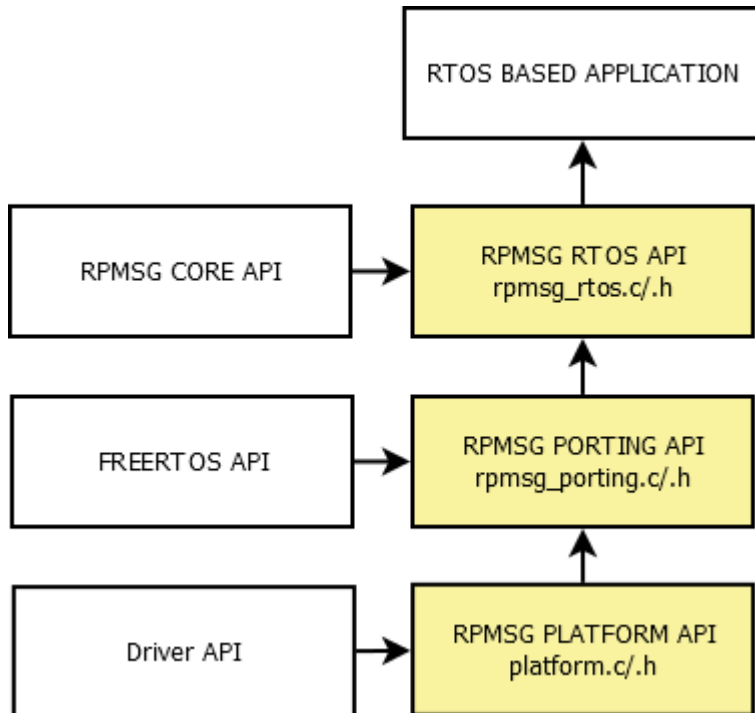 RTOS BASED APPLICATION
RPMSG CORE API
RPMSG RTOS API
rpmsg_rtos.c/.h
FREERTOS API
RPMSG PORTING API
rpmsg_porting.c/.h
Driver API
RPMSG PLATFORM API
platform.c/.h